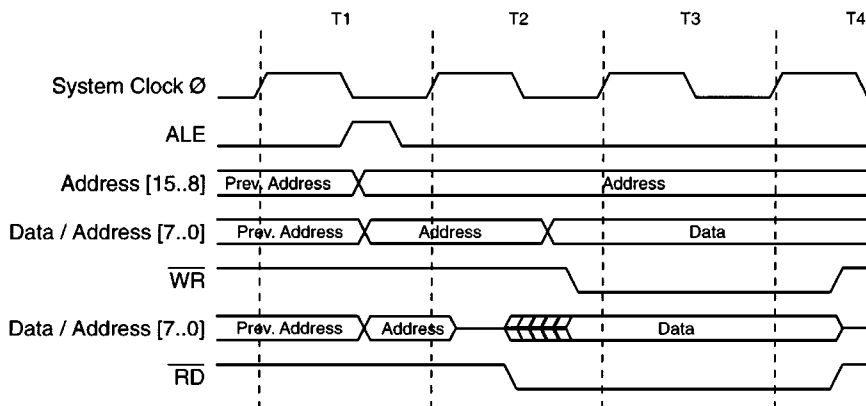 T1 T2 T3 T4
System Clock Ø
ALE
Address [15..8] Prev. Address Address
Data / Address [7..0] Prev. Address Address Data
WR
Data / Address [7..0] Prev. Address Address Data
RD